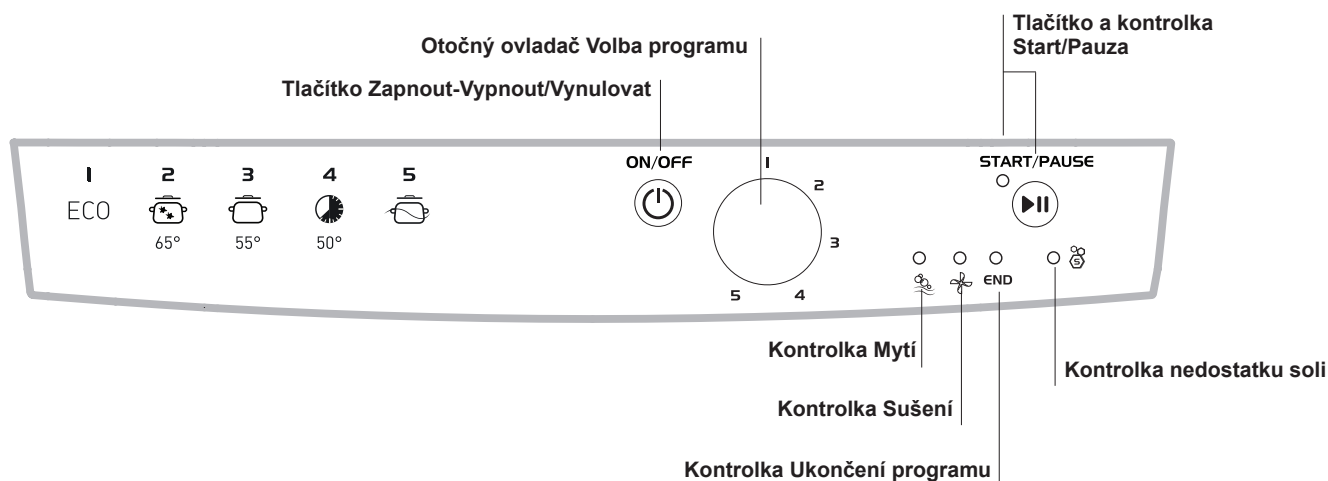 Tlačítko a kontrolka
Start/Pauza
Otočný ovladač Volba programu
Tlačítko Zapnout-Vypnout/Vynulovat
1 2 3 4 5
ECO
65° 55° 50°
ON/OFF
1
2
3
4
5
START/PAUSE
S
END
Kontrolka Mytí
Kontrolka nedostatku soli
Kontrolka Sušení
Kontrolka Ukončení programu